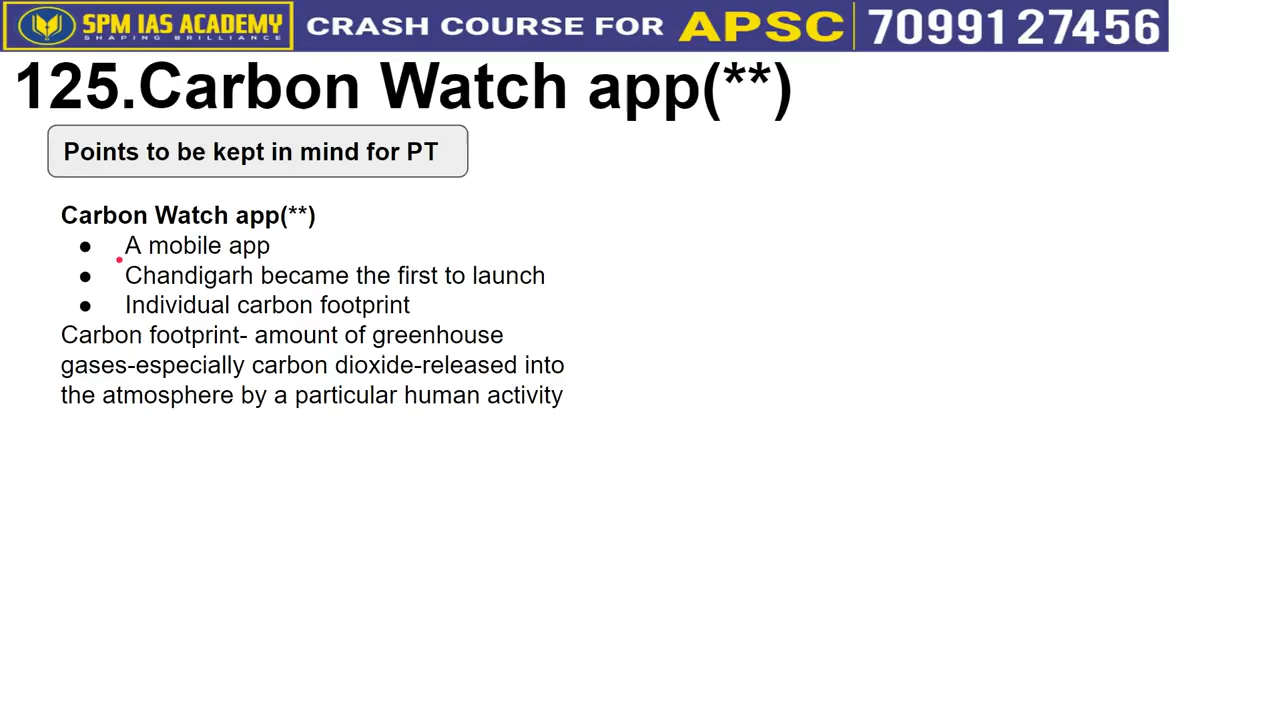 SPM IAS ACADEMY
SHAPING BRILLIANCE
CRASH COURSE FOR APSC 70991 27456
125.Carbon Watch app(**)
Points to be kept in mind for PT
Carbon Watch app(**)
● A mobile app
● Chandigarh became the first to launch
● Individual carbon footprint
Carbon footprint- amount of greenhouse
gases-especially carbon dioxide-released into
the atmosphere by a particular human activity